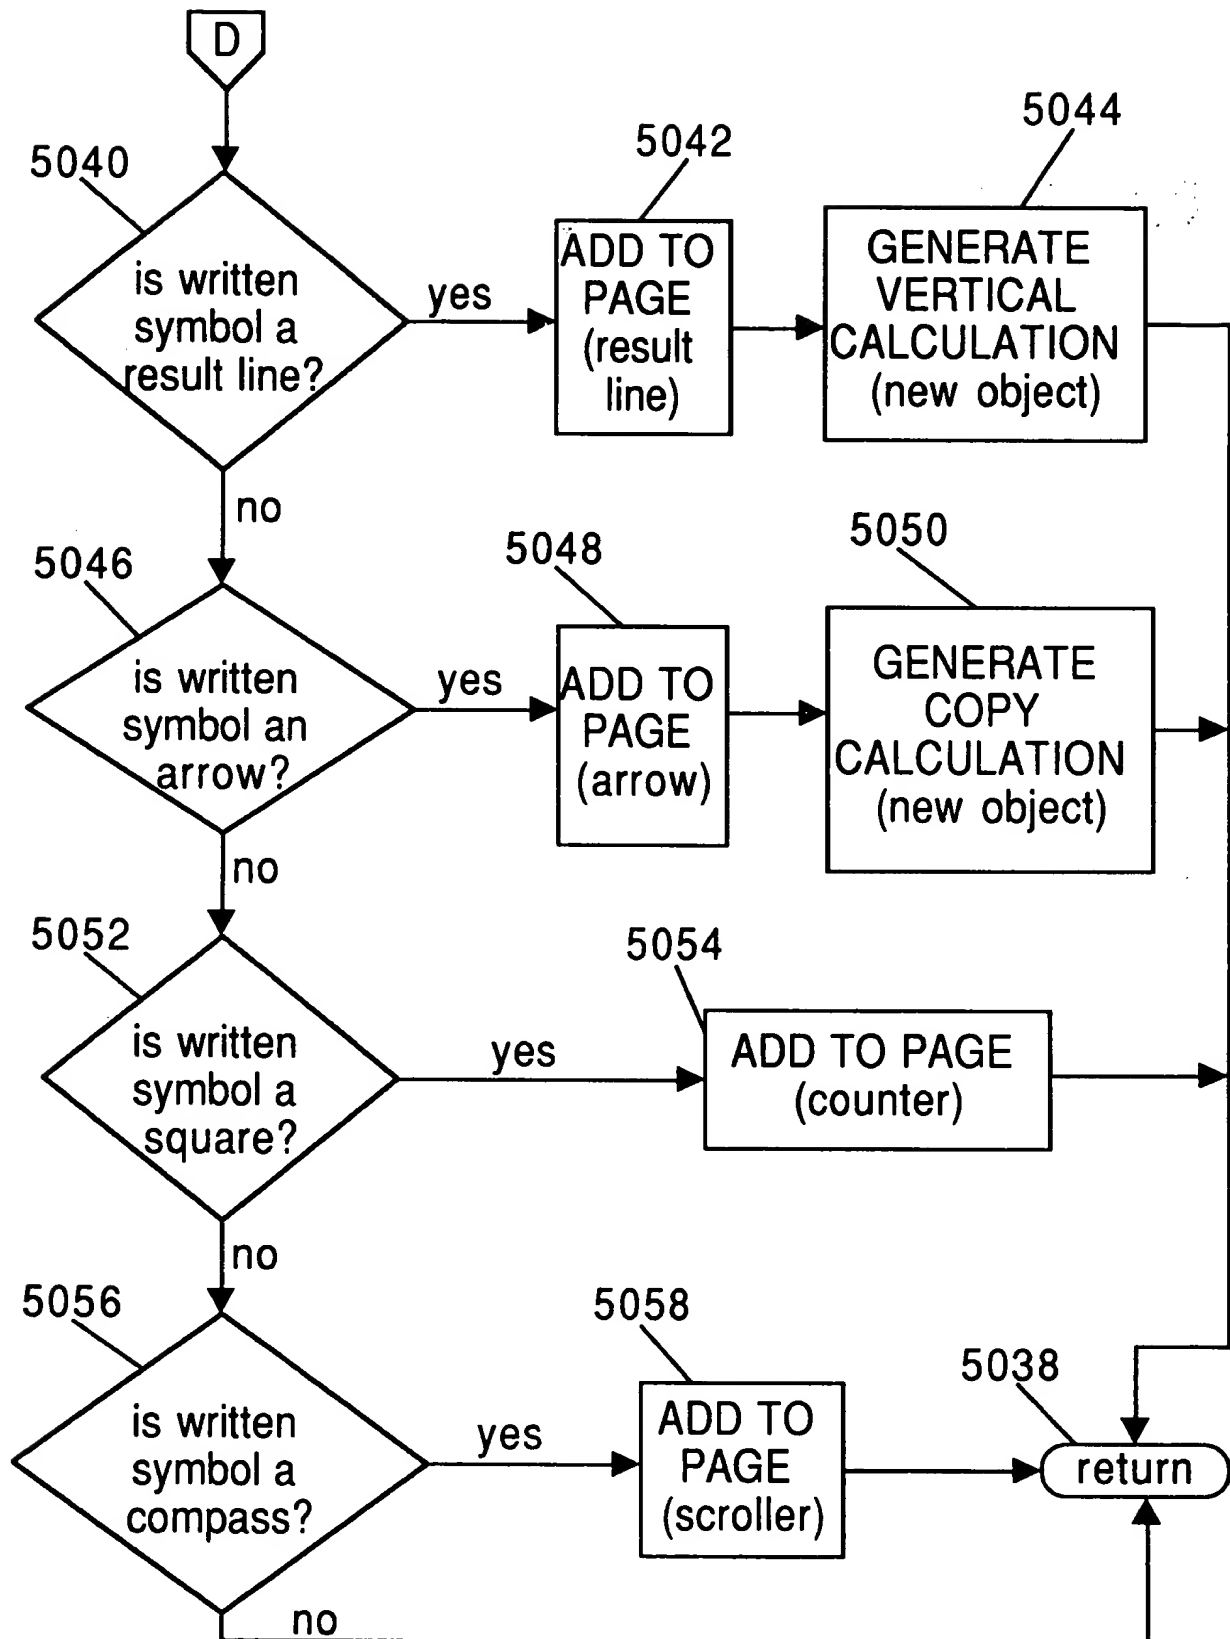 D
5040
is written
symbol a
result line?
yes
5042
ADD TO
PAGE
(result
line)
5044
GENERATE
VERTICAL
CALCULATION
(new object)
no
5046
is written
symbol an
arrow?
yes
5048
ADD TO
PAGE
(arrow)
5050
GENERATE
COPY
CALCULATION
(new object)
no
5052
is written
symbol a
square?
yes
5054
ADD TO PAGE
(counter)
no
5056
is written
symbol a
compass?
yes
5058
ADD TO
PAGE
(scroller)
5038
return
no